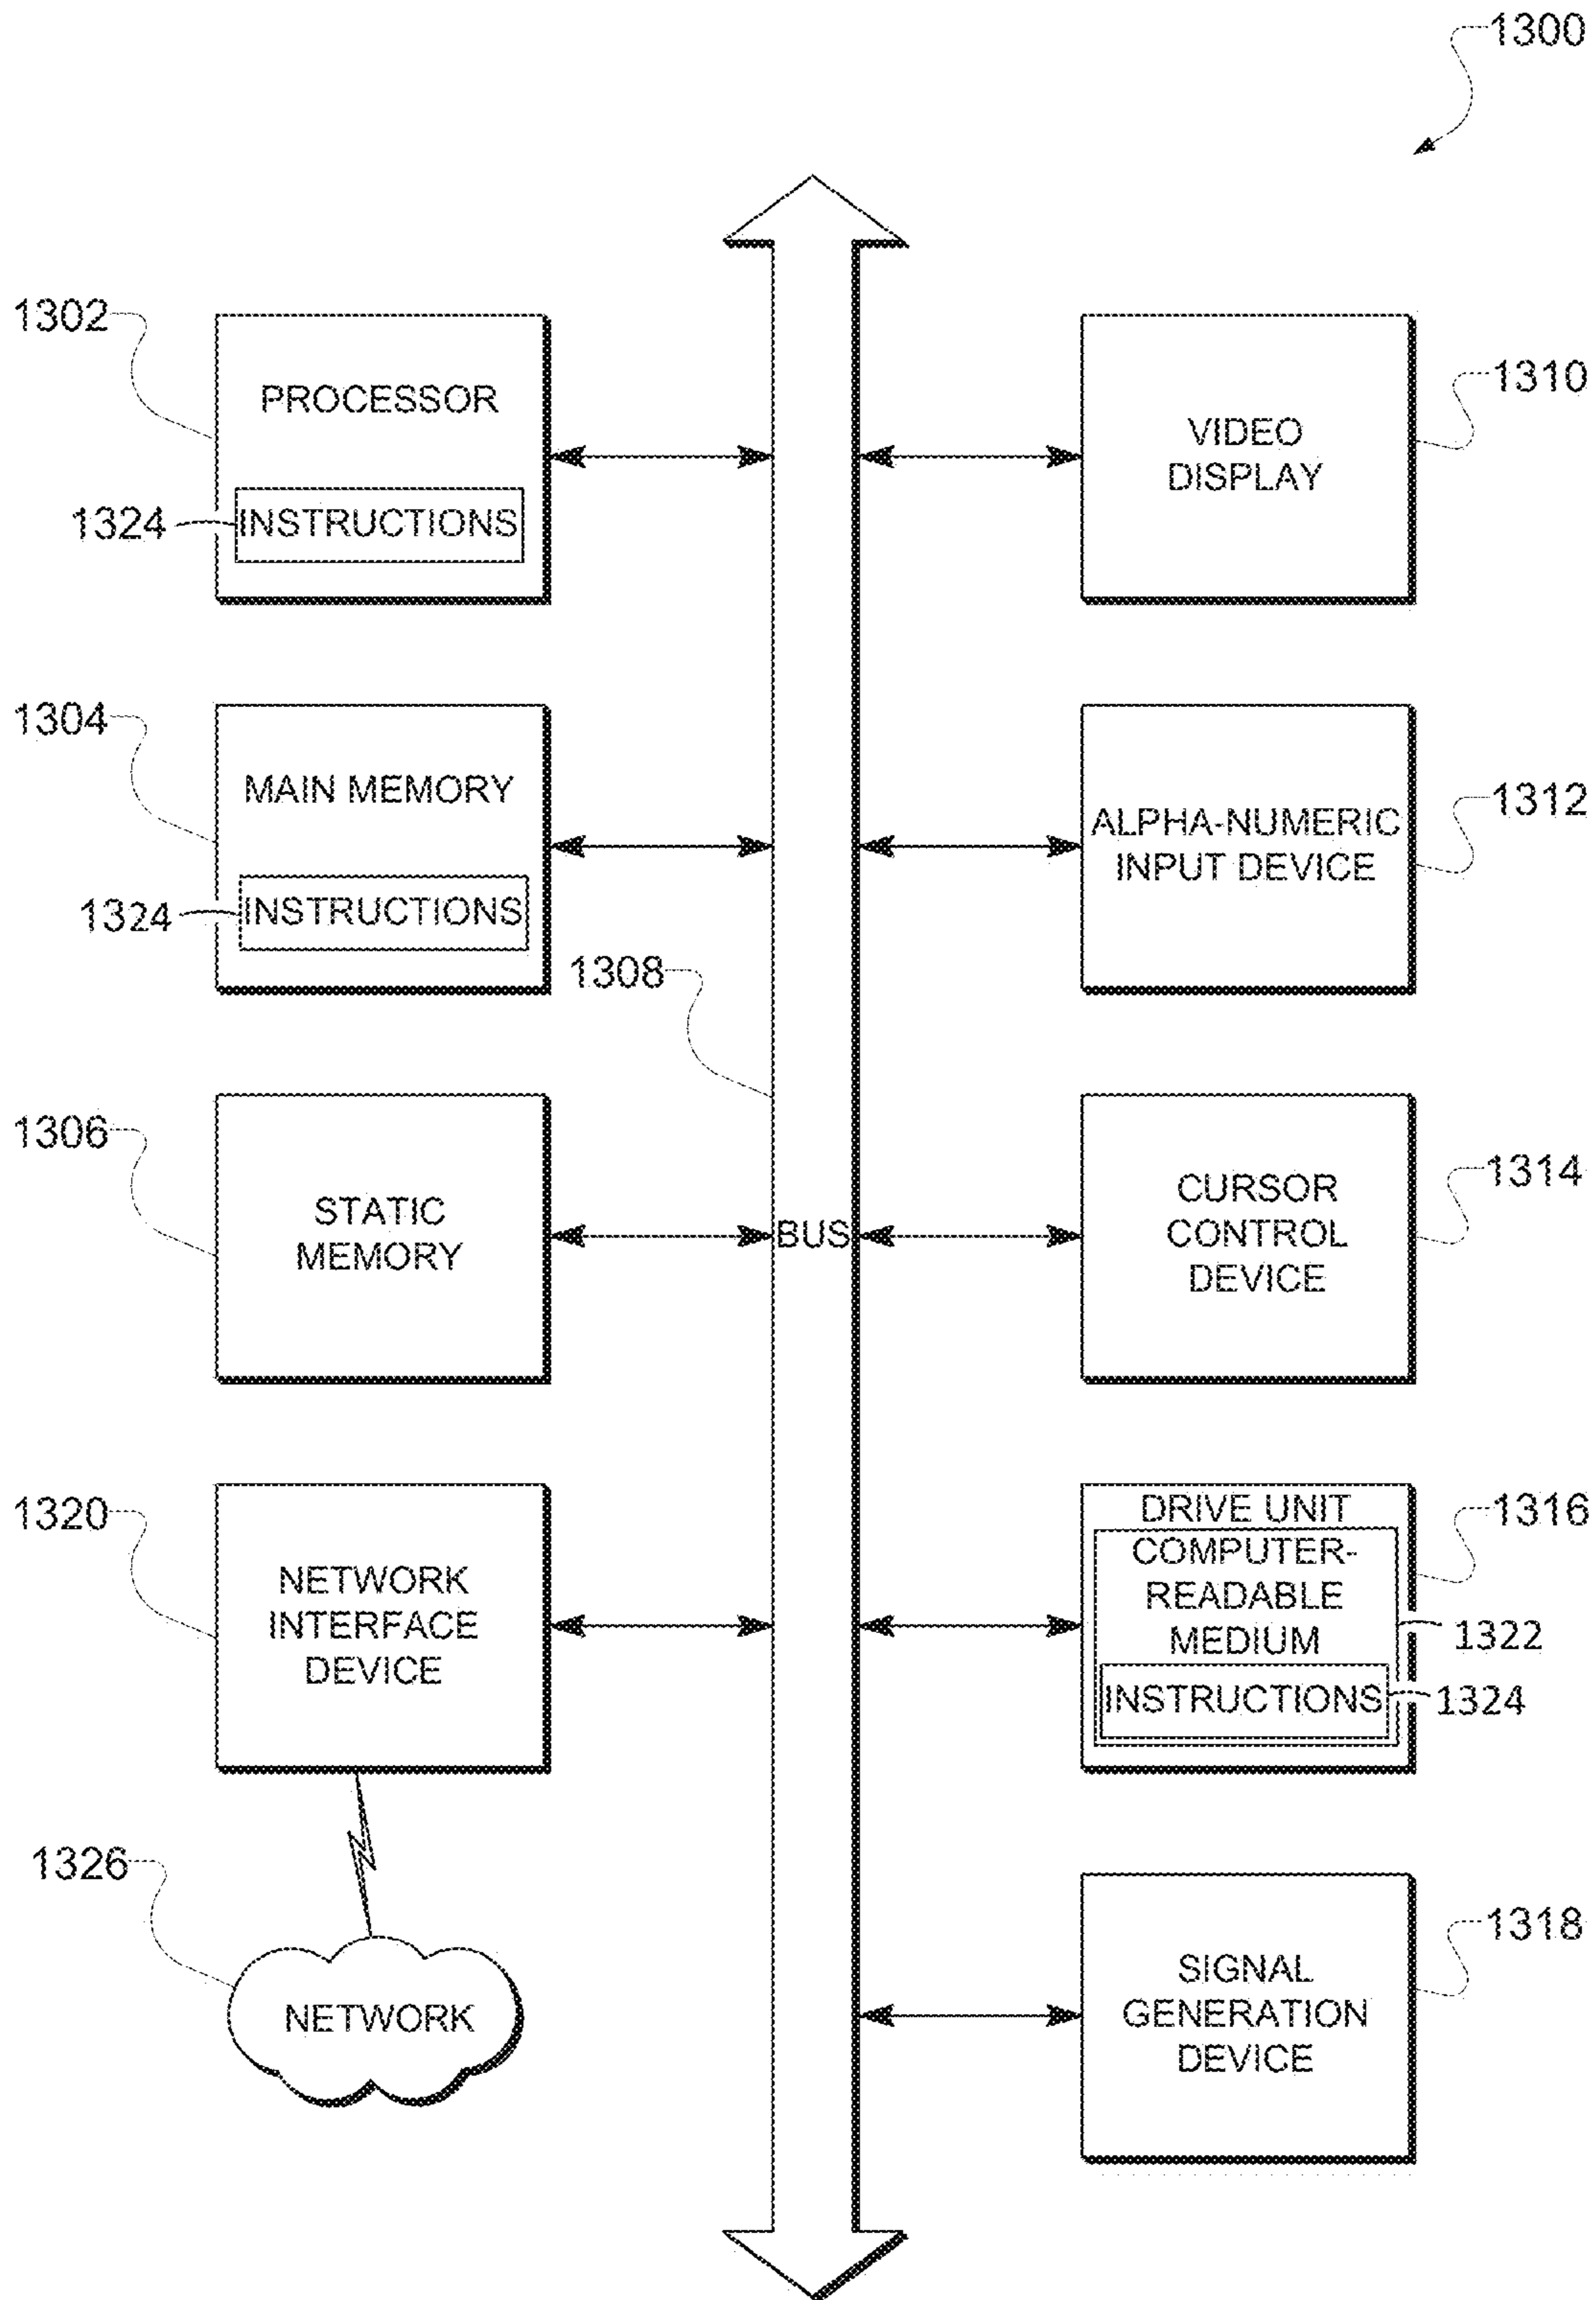 1300
1302
PROCESSOR
1324
INSTRUCTIONS
1310
VIDEO
DISPLAY
1304
MAIN MEMORY
1324
INSTRUCTIONS
1312
ALPHA-NUMERIC
INPUT DEVICE
1308
BUS
1306
STATIC
MEMORY
1314
CURSOR
CONTROL
DEVICE
1320
NETWORK
INTERFACE
DEVICE
1316
DRIVE UNIT
COMPUTER-
READABLE
MEDIUM
1322
INSTRUCTIONS
1324
1326
NETWORK
1318
SIGNAL
GENERATION
DEVICE